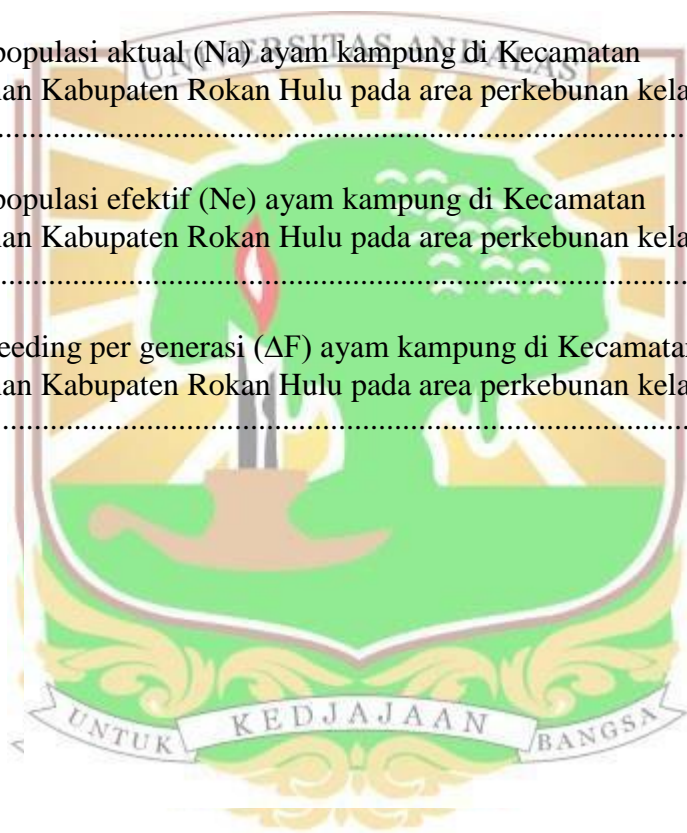 UNIVERSITAS ANDALAS
populasi aktual (Na) ayam kampung di Kecamatan
an Kabupaten Rokan Hulu pada area perkebunan kela
populasi efektif (Ne) ayam kampung di Kecamatan
an Kabupaten Rokan Hulu pada area perkebunan kela
eeding per generasi (ΔF) ayam kampung di Kecamatan
an Kabupaten Rokan Hulu pada area perkebunan kela
UNTUK KEDJAJAAN BANGSA